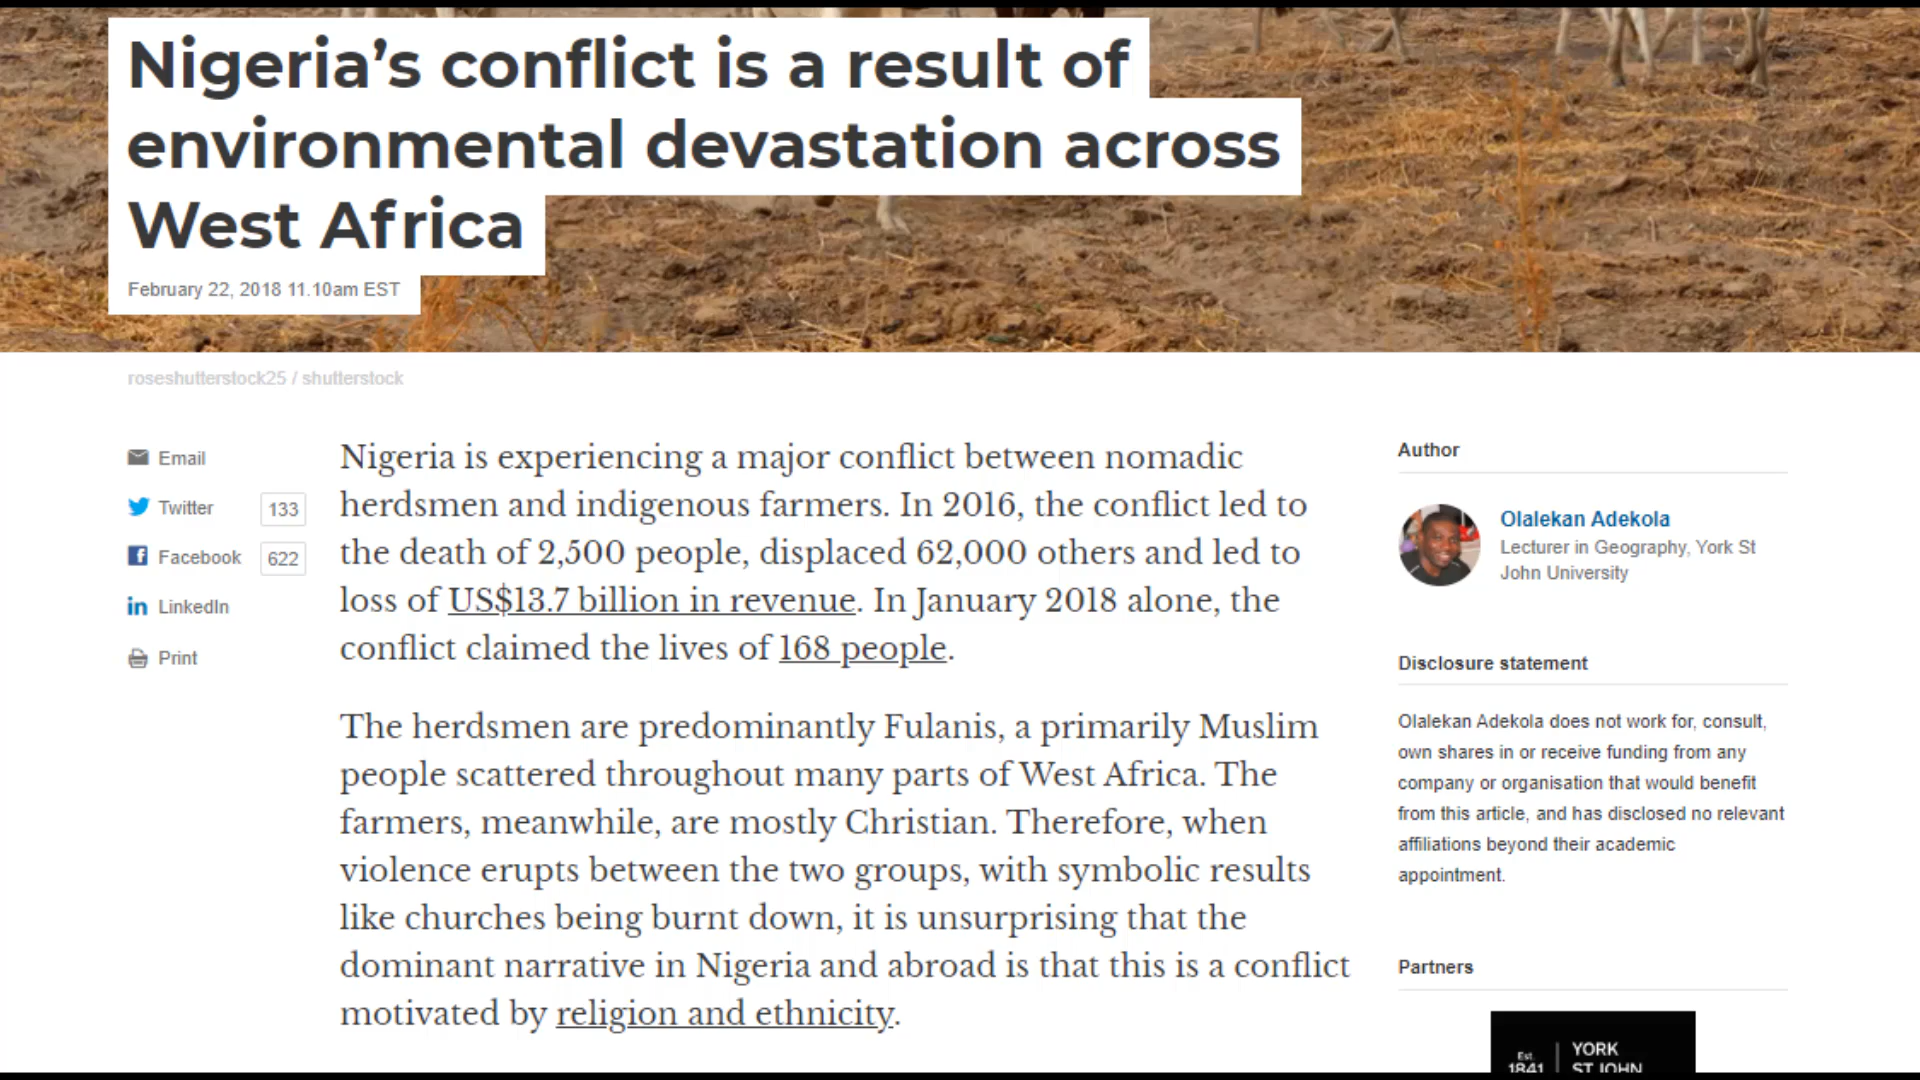 Nigeria’s conflict is a result of
environmental devastation across
West Africa
February 22, 2018 11.10am EST
roseshutterstock25 / shutterstock
Email
Twitter 133
Facebook 622
LinkedIn
Print
Nigeria is experiencing a major conflict between nomadic
herdsmen and indigenous farmers. In 2016, the conflict led to
the death of 2,500 people, displaced 62,000 others and led to
loss of US$13.7 billion in revenue. In January 2018 alone, the
conflict claimed the lives of 168 people.
The herdsmen are predominantly Fulanis, a primarily Muslim
people scattered throughout many parts of West Africa. The
farmers, meanwhile, are mostly Christian. Therefore, when
violence erupts between the two groups, with symbolic results
like churches being burnt down, it is unsurprising that the
dominant narrative in Nigeria and abroad is that this is a conflict
motivated by religion and ethnicity.
Author
Olalekan Adekola
Lecturer in Geography, York St
John University
Disclosure statement
Olalekan Adekola does not work for, consult,
own shares in or receive funding from any
company or organisation that would benefit
from this article, and has disclosed no relevant
affiliations beyond their academic
appointment.
Partners
Est.
1841
YORK
ST JOHN